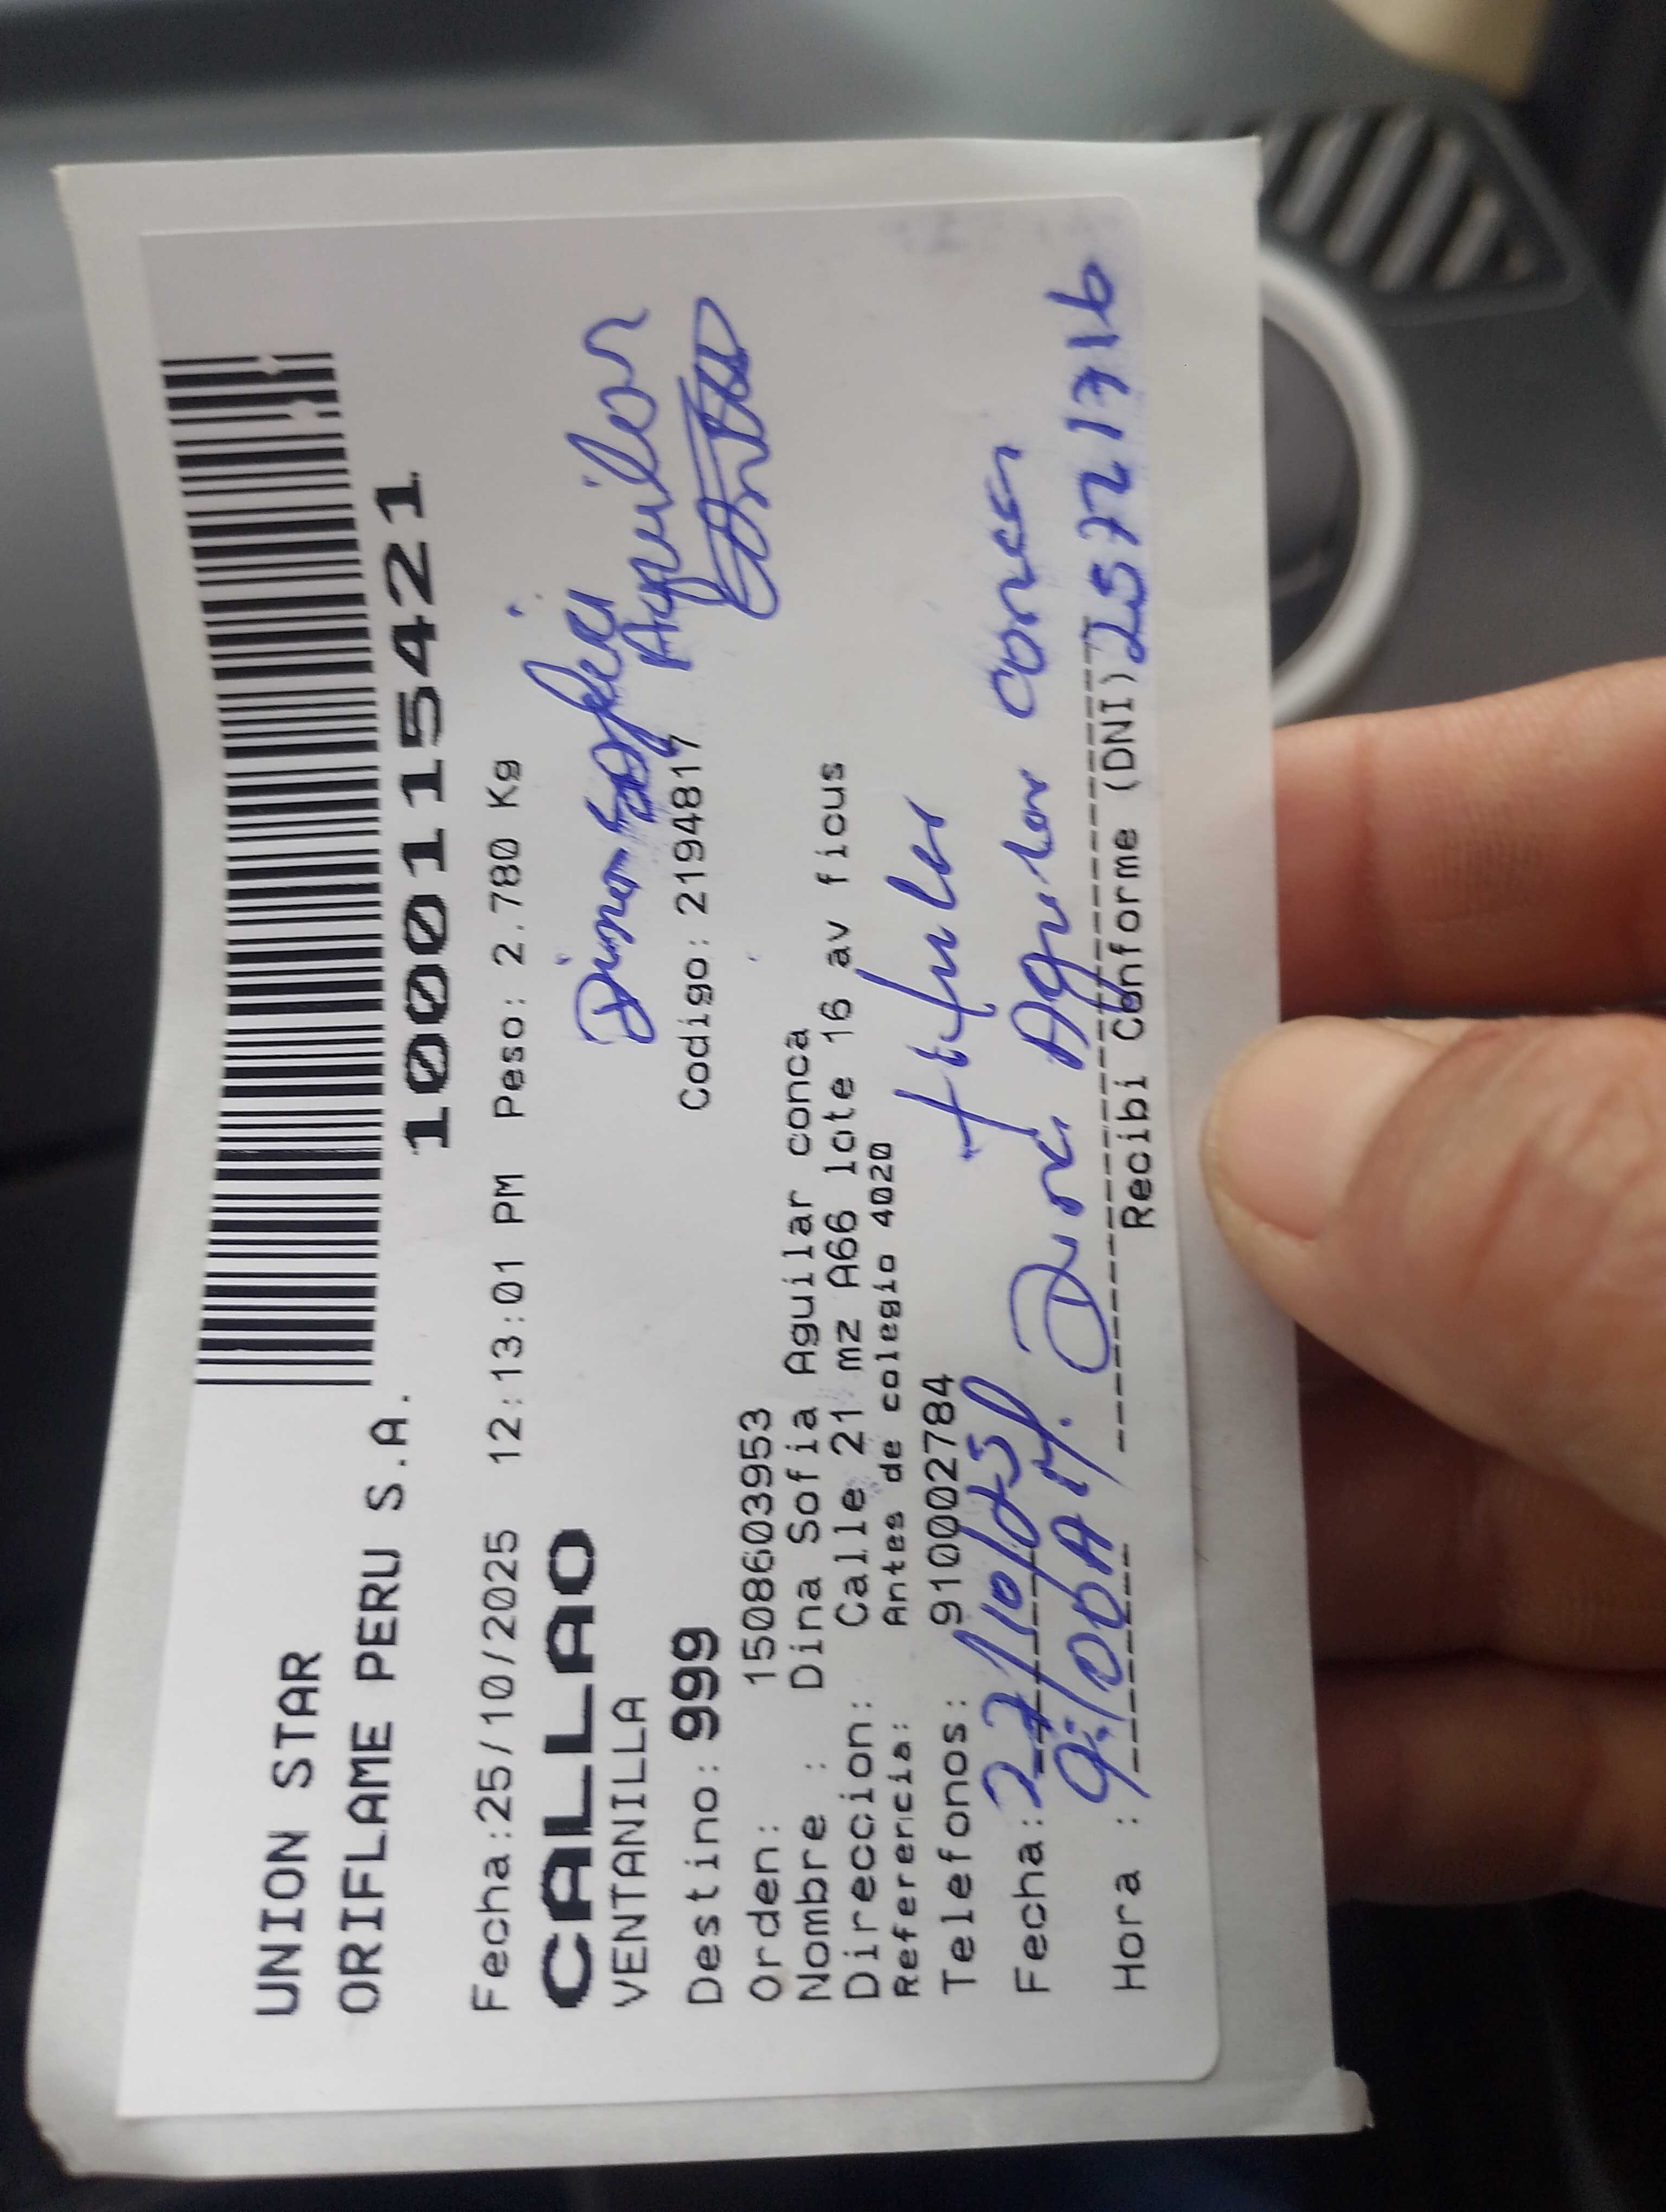 UNION STAR
ORIFLAME PERU S.A.
1000115421
Fecha:25/10/2025 12:13:01 PM Peso: 2.780 Kg
CALLAO
VENTANILLA
Dina Sofia
Aguilar
Destino: 999 Codigo: 2194817
Orden: 1508603953
Nombre : Dina Sofia Aguilar conca
Direccion: Calle 21 mz A66 lote 16 av ficus
Referencia: Antes de colegio 4020
Telefonos: 910002784
titular
Fecha: 27/10/25 Dina Aguilar conca
Hora : 9:00 AM.
Recibi Conforme (DNI) 25721716